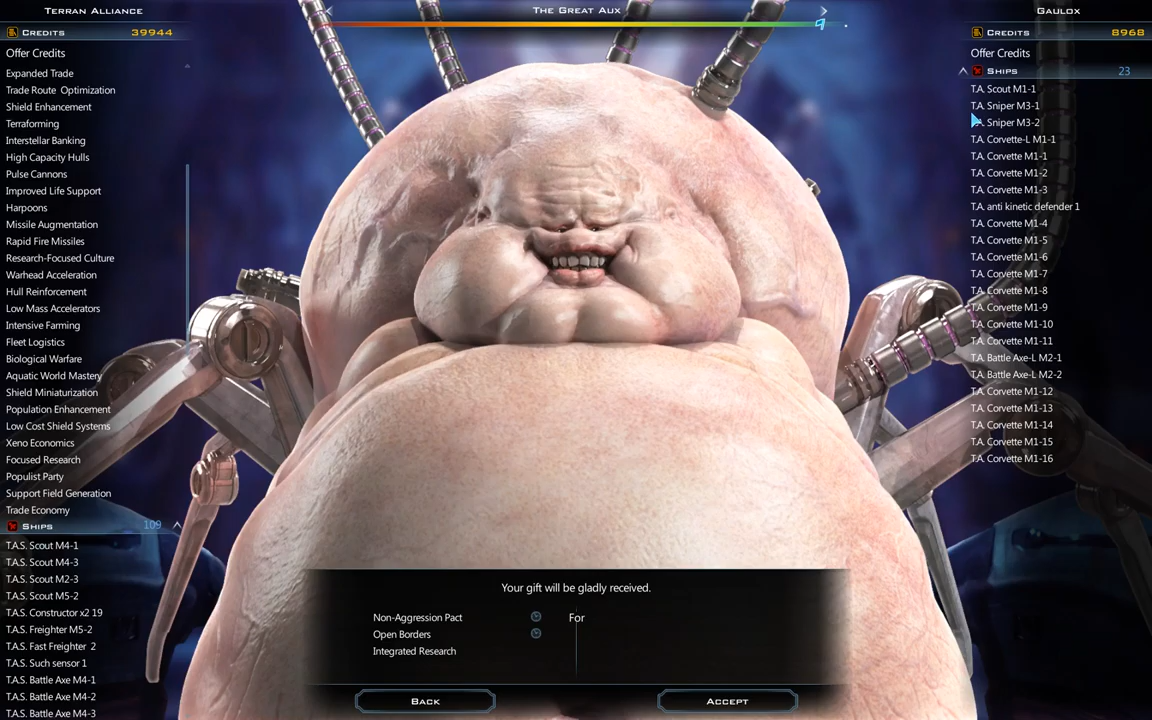 TERRAN ALLIANCE
CREDITS 39944
Offer Credits
Expanded Trade
Trade Route Optimization
Shield Enhancement
Terraforming
Interstellar Banking
High Capacity Hulls
Pulse Cannons
Improved Life Support
Harpoons
Missile Augmentation
Rapid Fire Missiles
Research-Focused Culture
Warhead Acceleration
Hull Reinforcement
Low Mass Accelerators
Intensive Farming
Fleet Logistics
Biological Warfare
Aquatic World Mastery
Shield Miniaturization
Population Enhancement
Low Cost Shield Systems
Xeno Economics
Focused Research
Populist Party
Support Field Generation
Trade Economy
SHIPS 109
T.A.S. Scout M4-1
T.A.S. Scout M4-3
T.A.S. Scout M2-3
T.A.S. Scout M5-2
T.A.S. Constructor x2 19
T.A.S. Freighter M5-2
T.A.S. Fast Freighter 2
T.A.S. Such sensor 1
T.A.S. Battle Axe M4-1
T.A.S. Battle Axe M4-2
T.A.S. Battle Axe M4-3
THE GREAT AUX
Your gift will be gladly received.
Non-Aggression Pact
Open Borders
Integrated Research
For
BACK
ACCEPT
GAULOX
CREDITS 8968
Offer Credits
SHIPS 23
T.A. Scout M1-1
T.A. Sniper M3-1
T.A. Sniper M3-2
T.A. Corvette-L M1-1
T.A. Corvette M1-1
T.A. Corvette M1-2
T.A. Corvette M1-3
T.A. anti kinetic defender 1
T.A. Corvette M1-4
T.A. Corvette M1-5
T.A. Corvette M1-6
T.A. Corvette M1-7
T.A. Corvette M1-8
T.A. Corvette M1-9
T.A. Corvette M1-10
T.A. Corvette M1-11
T.A. Battle Axe-L M2-1
T.A. Battle Axe-L M2-2
T.A. Corvette M1-12
T.A. Corvette M1-13
T.A. Corvette M1-14
T.A. Corvette M1-15
T.A. Corvette M1-16